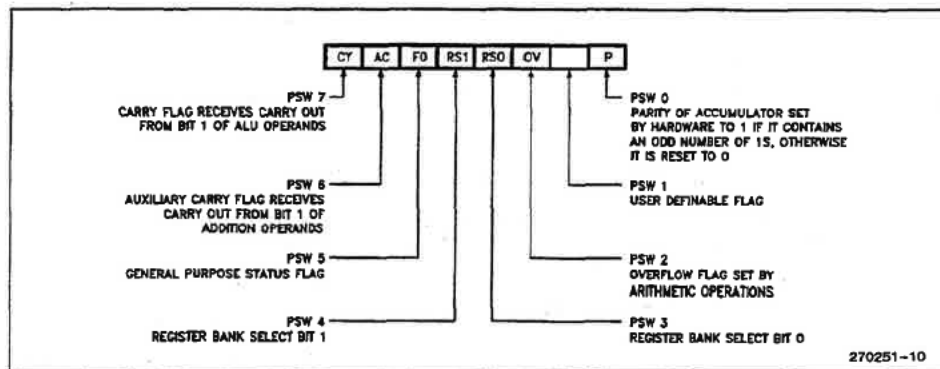 CY AC F0 RS1 RS0 OV P
PSW 7
CARRY FLAG RECEIVES CARRY OUT
FROM BIT 1 OF ALU OPERANDS
PSW 6
AUXILIARY CARRY FLAG RECEIVES
CARRY OUT FROM BIT 1 OF
ADDITION OPERANDS
PSW 5
GENERAL PURPOSE STATUS FLAG
PSW 4
REGISTER BANK SELECT BIT 1
PSW 0
PARITY OF ACCUMULATOR SET
BY HARDWARE TO 1 IF IT CONTAINS
AN ODD NUMBER OF 1S, OTHERWISE
IT IS RESET TO 0
PSW 1
USER DEFINABLE FLAG
PSW 2
OVERFLOW FLAG SET BY
ARITHMETIC OPERATIONS
PSW 3
REGISTER BANK SELECT BIT 0
270251-10